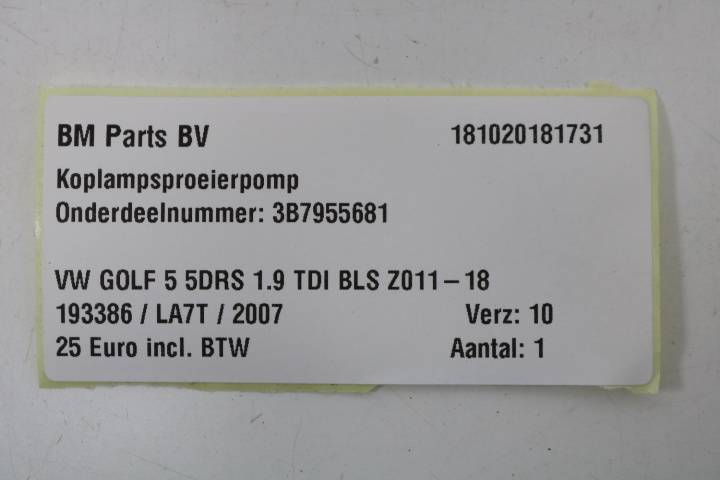 BM Parts BV 181020181731
Koplampsproeierpomp
Onderdeelnummer: 3B7955681
VW GOLF 5 5DRS 1.9 TDI BLS Z011-18
193386 / LA7T / 2007 Verz: 10
25 Euro incl. BTW Aantal: 1